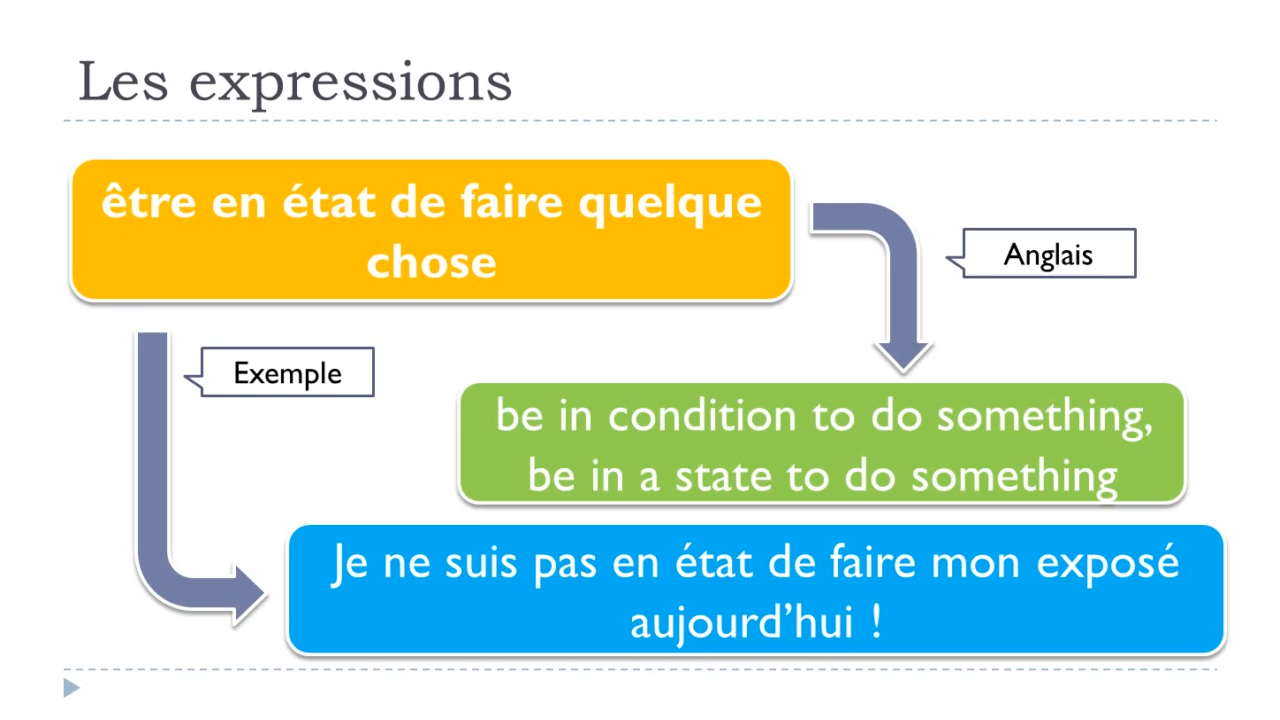 Les expressions
être en état de faire quelque
chose
Anglais
Exemple
be in condition to do something,
be in a state to do something
Je ne suis pas en état de faire mon exposé
aujourd’hui !